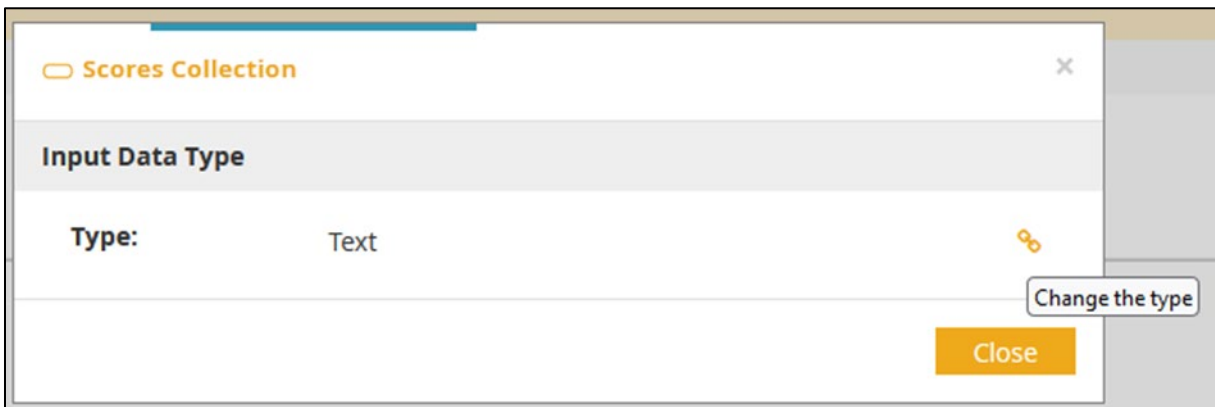 Scores Collection ×
Input Data Type
Type: Text
Change the type
Close